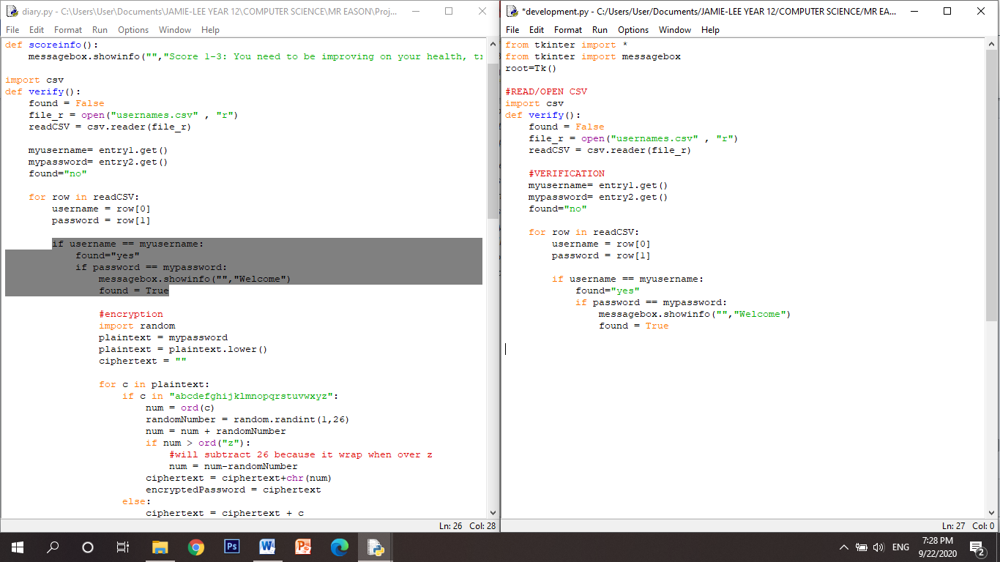 diary.py - C:\Users\User\Documents\JAMIE-LEE YEAR 12\COMPUTER SCIENCE\MR EASON\Proj...
File Edit Format Run Options Window Help
def scoreinfo():
    messagebox.showinfo("","Score 1-3: You need to be improving on your health, t
import csv
def verify():
    found = False
    file_r = open("usernames.csv" , "r")
    readCSV = csv.reader(file_r)
    myusername= entry1.get()
    mypassword= entry2.get()
    found="no"
    for row in readCSV:
        username = row[0]
        password = row[1]
        if username == myusername:
            found="yes"
            if password == mypassword:
                messagebox.showinfo("","Welcome")
                found = True
                #encryption
                import random
                plaintext = mypassword
                plaintext = plaintext.lower()
                ciphertext = ""
                for c in plaintext:
                    if c in "abcdefghijklmnopqrstuvwxyz":
                        num = ord(c)
                        randomNumber = random.randint(1,26)
                        num = num + randomNumber
                        if num > ord("z"):
                            #will subtract 26 because it wrap when over z
                            num = num-randomNumber
                        ciphertext = ciphertext+chr(num)
                        encryptedPassword = ciphertext
                    else:
                        ciphertext = ciphertext + c
Ln: 26 Col: 28
*development.py - C:/Users/User/Documents/JAMIE-LEE YEAR 12/COMPUTER SCIENCE/MR EA...
File Edit Format Run Options Window Help
from tkinter import *
from tkinter import messagebox
root=Tk()
#READ/OPEN CSV
import csv
def verify():
    found = False
    file_r = open("usernames.csv" , "r")
    readCSV = csv.reader(file_r)
    #VERIFICATION
    myusername= entry1.get()
    mypassword= entry2.get()
    found="no"
    for row in readCSV:
        username = row[0]
        password = row[1]
        if username == myusername:
            found="yes"
            if password == mypassword:
                messagebox.showinfo("","Welcome")
                found = True
Ln: 27 Col: 0
Ps
W
P
ENG
7:28 PM
9/22/2020
2